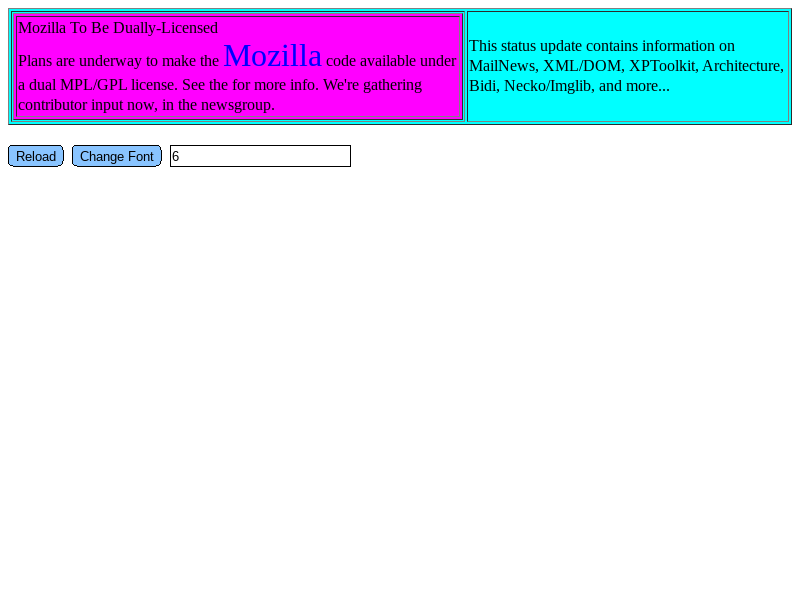 Mozilla To Be Dually-Licensed
Plans are underway to make the Mozilla code available under
a dual MPL/GPL license. See the for more info. We're gathering
contributor input now, in the newsgroup.
This status update contains information on
MailNews, XML/DOM, XPToolkit, Architecture,
Bidi, Necko/Imglib, and more...
Reload Change Font 6